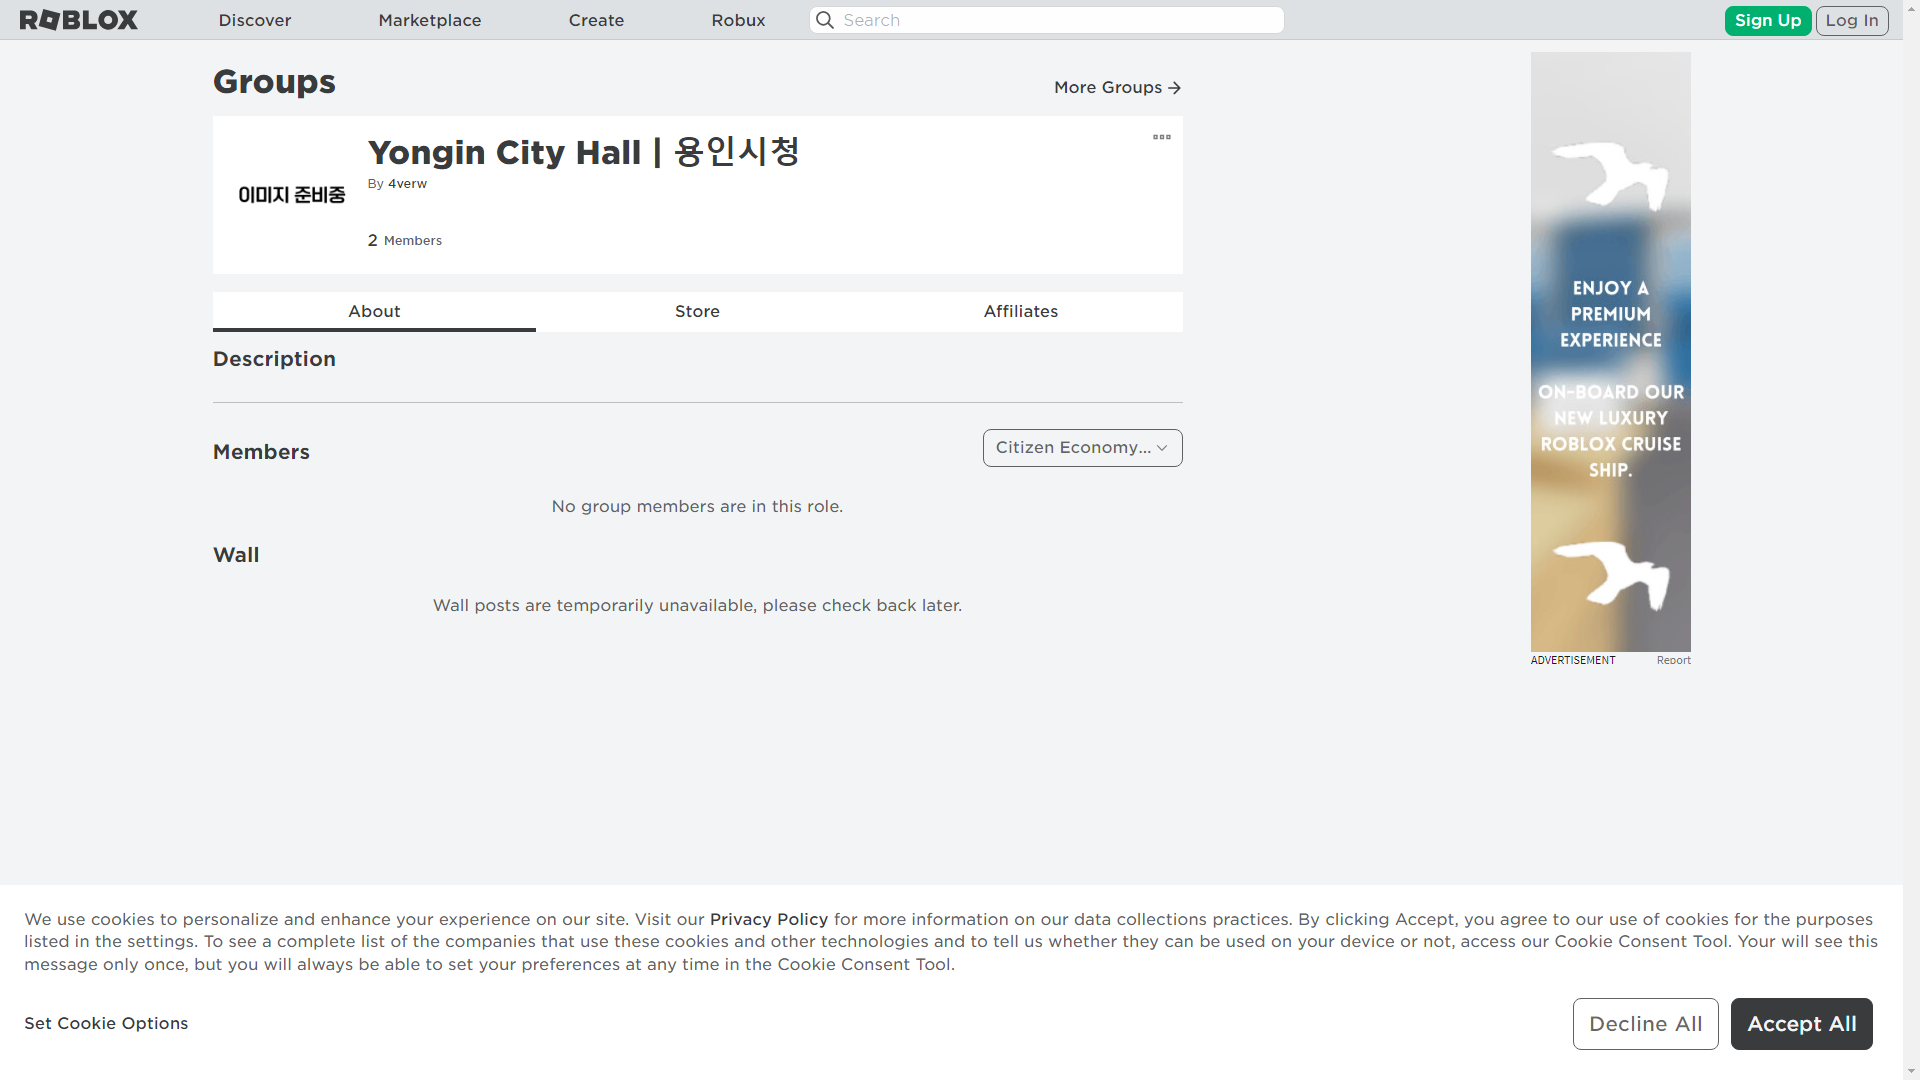 ROBLOX
Discover
Marketplace
Create
Robux
Search
Sign Up
Log In
Groups
More Groups
Yongin City Hall | 용인시청
By 4verw
이미지 준비중
2 Members
About
Store
Affiliates
Description
Members
Citizen Economy...
No group members are in this role.
Wall
Wall posts are temporarily unavailable, please check back later.
ENJOY A
PREMIUM
EXPERIENCE
ON-BOARD OUR
NEW LUXURY
ROBLOX CRUISE
SHIP.
ADVERTISEMENT
Report
We use cookies to personalize and enhance your experience on our site. Visit our Privacy Policy for more information on our data collections practices. By clicking Accept, you agree to our use of cookies for the purposes
listed in the settings. To see a complete list of the companies that use these cookies and other technologies and to tell us whether they can be used on your device or not, access our Cookie Consent Tool. Your will see this
message only once, but you will always be able to set your preferences at any time in the Cookie Consent Tool.
Set Cookie Options
Decline All
Accept All